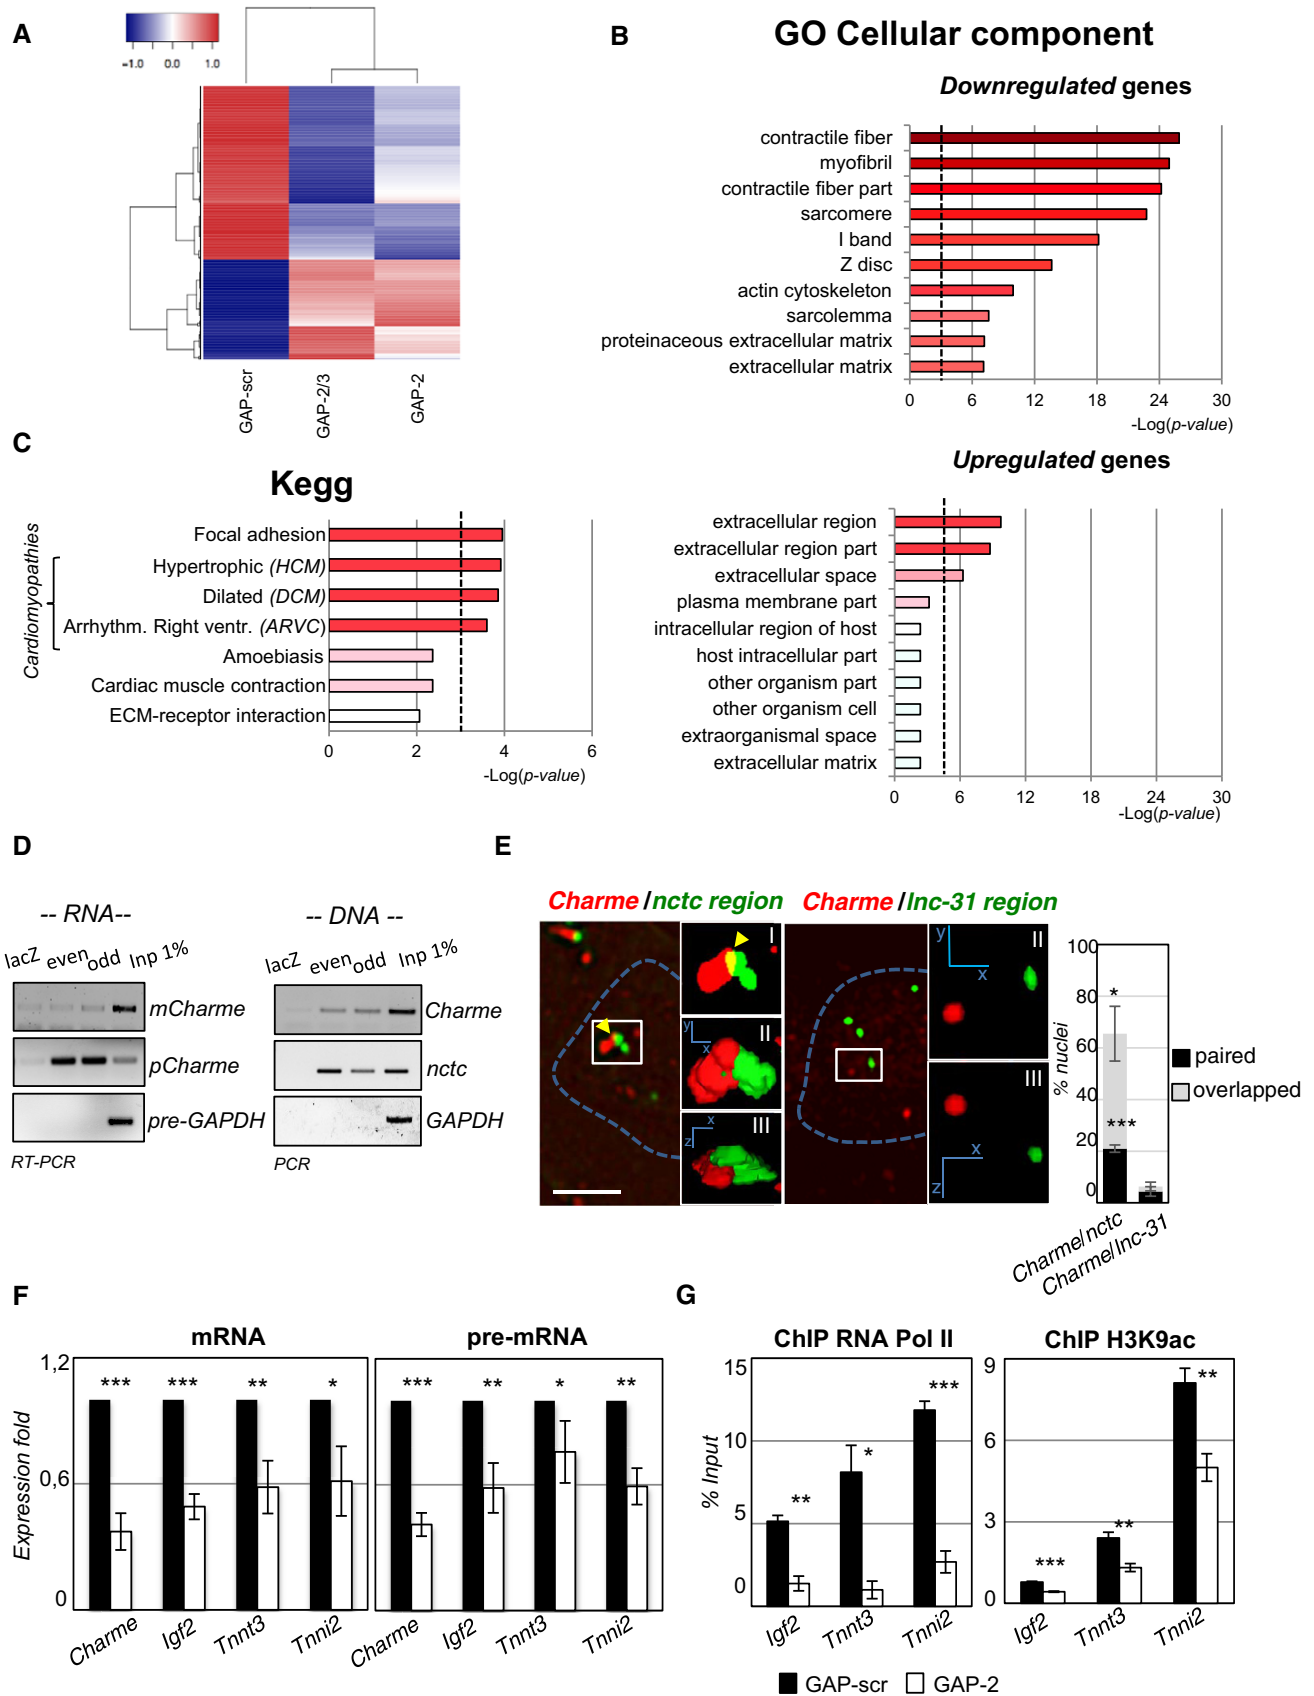 A
−1.0 0.0 1.0
GAP-scr
GAP-2/3
GAP-2
B
GO Cellular component
Downregulated genes
contractile fiber
myofibril
contractile fiber part
sarcomere
I band
Z disc
actin cytoskeleton
sarcolemma
proteinaceous extracellular matrix
extracellular matrix
0 6 12 18 24 30
-Log(p-value)
Upregulated genes
extracellular region
extracellular region part
extracellular space
plasma membrane part
intracellular region of host
host intracellular part
other organism part
other organism cell
extraorganismal space
extracellular matrix
0 6 12 18 24 30
-Log(p-value)
C
Kegg
Cardiomyopathies
Focal adhesion
Hypertrophic (HCM)
Dilated (DCM)
Arrhythm. Right ventr. (ARVC)
Amoebiasis
Cardiac muscle contraction
ECM-receptor interaction
0 2 4 6
-Log(p-value)
D
-- RNA--
lacZ even odd Inp 1%
mCharme
pCharme
pre-GAPDH
RT-PCR
-- DNA --
lacZ even odd Inp 1%
Charme
nctc
GAPDH
PCR
E
Charme /nctc region
I
II
y
x
III
x
z
Charme/lnc-31 region
II
y
x
III
x
z
% nuclei
100
80
60
40
20
0
*
***
paired
overlapped
Charme/nctc
Charme/lnc-31
F
mRNA
pre-mRNA
Expression fold
1,2
0,6
0
*** *** ** *
*** ** * **
Charme Igf2 Tnnt3 Tnni2
Charme Igf2 Tnnt3 Tnni2
G
ChIP RNA Pol II
% Input
15
10
5
0
** * ***
Igf2 Tnnt3 Tnni2
ChIP H3K9ac
9
6
3
0
*** ** **
Igf2 Tnnt3 Tnni2
GAP-scr GAP-2